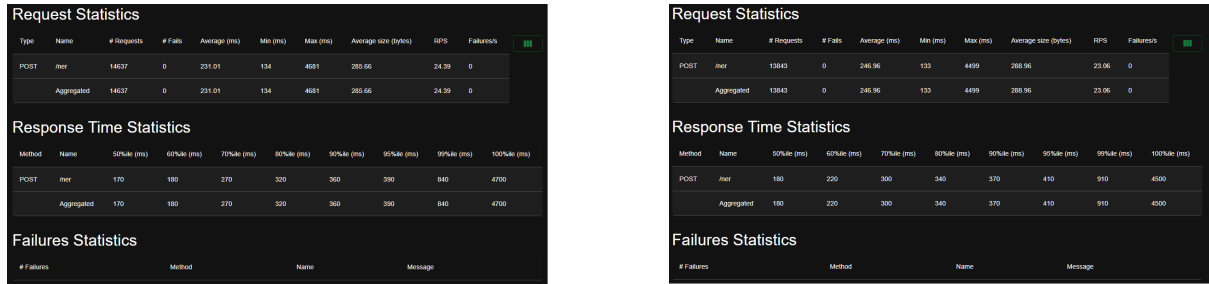 Request Statistics
Type Name # Requests # Fails Average (ms) Min (ms) Max (ms) Average size (bytes) RPS Failures/s
POST /ner 14637 0 231.01 134 4681 285.66 24.39 0
Aggregated 14637 0 231.01 134 4681 285.66 24.39 0
Response Time Statistics
Method Name 50%ile (ms) 60%ile (ms) 70%ile (ms) 80%ile (ms) 90%ile (ms) 95%ile (ms) 99%ile (ms) 100%ile (ms)
POST /ner 170 180 270 320 360 390 840 4700
Aggregated 170 180 270 320 360 390 840 4700
Failures Statistics
# Failures Method Name Message
Request Statistics
Type Name # Requests # Fails Average (ms) Min (ms) Max (ms) Average size (bytes) RPS Failures/s
POST /ner 13843 0 246.96 133 4499 288.96 23.06 0
Aggregated 13843 0 246.96 133 4499 288.96 23.06 0
Response Time Statistics
Method Name 50%ile (ms) 60%ile (ms) 70%ile (ms) 80%ile (ms) 90%ile (ms) 95%ile (ms) 99%ile (ms) 100%ile (ms)
POST /ner 180 220 300 340 370 410 910 4500
Aggregated 180 220 300 340 370 410 910 4500
Failures Statistics
# Failures Method Name Message